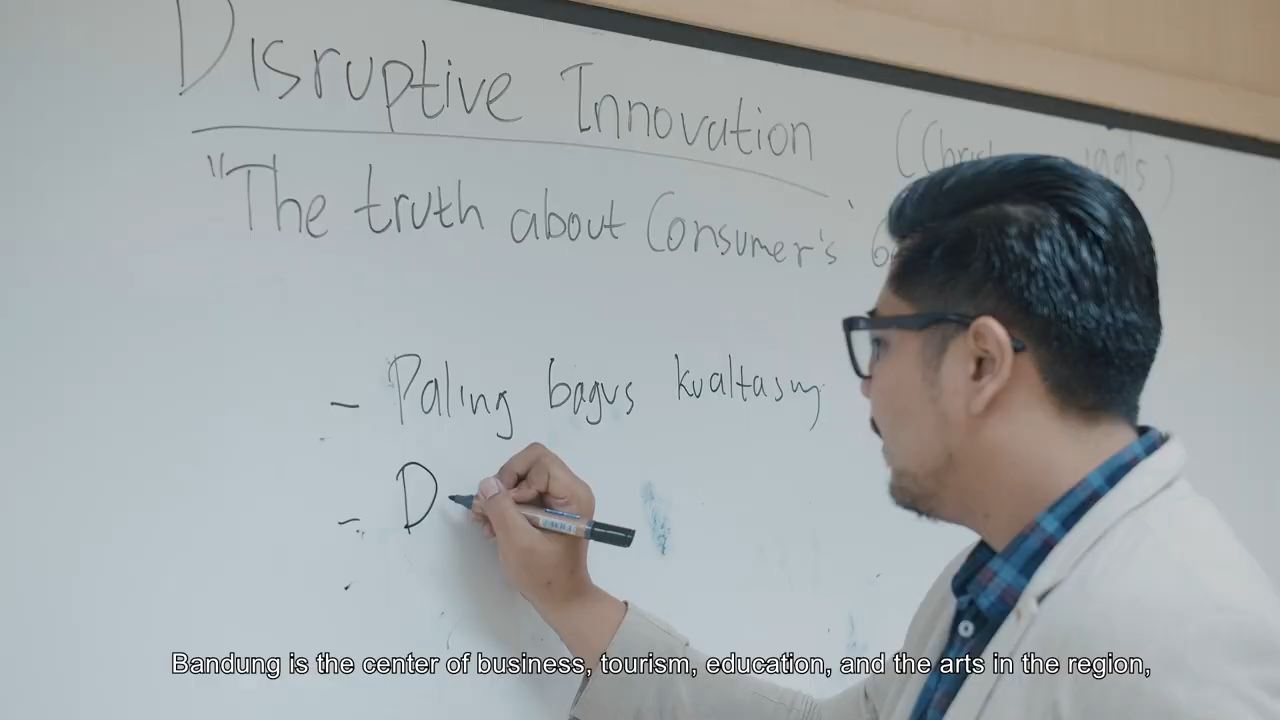 Disruptive Innovation
"The truth about Consumer's
- Paling bagus kualtasny
- D
Bandung is the center of business, tourism, education, and the arts in the region,